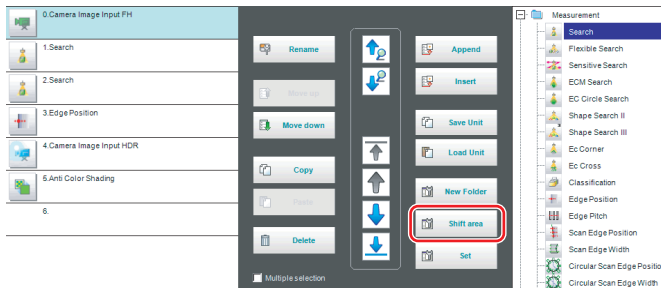 0.Camera Image Input FH
1.Search
2.Search
3.Edge Position
4.Camera Image Input HDR
5.Anti Color Shading
6.
Rename
Move up
Move down
Copy
Paste
Delete
Multiple selection
Append
Insert
Save Unit
Load Unit
New Folder
Shift area
Set
Measurement
Search
Flexible Search
Sensitive Search
ECM Search
EC Circle Search
Shape Search II
Shape Search III
Ec Corner
Ec Cross
Classification
Edge Position
Edge Pitch
Scan Edge Position
Scan Edge Width
Circular Scan Edge Positio
Circular Scan Edge Width